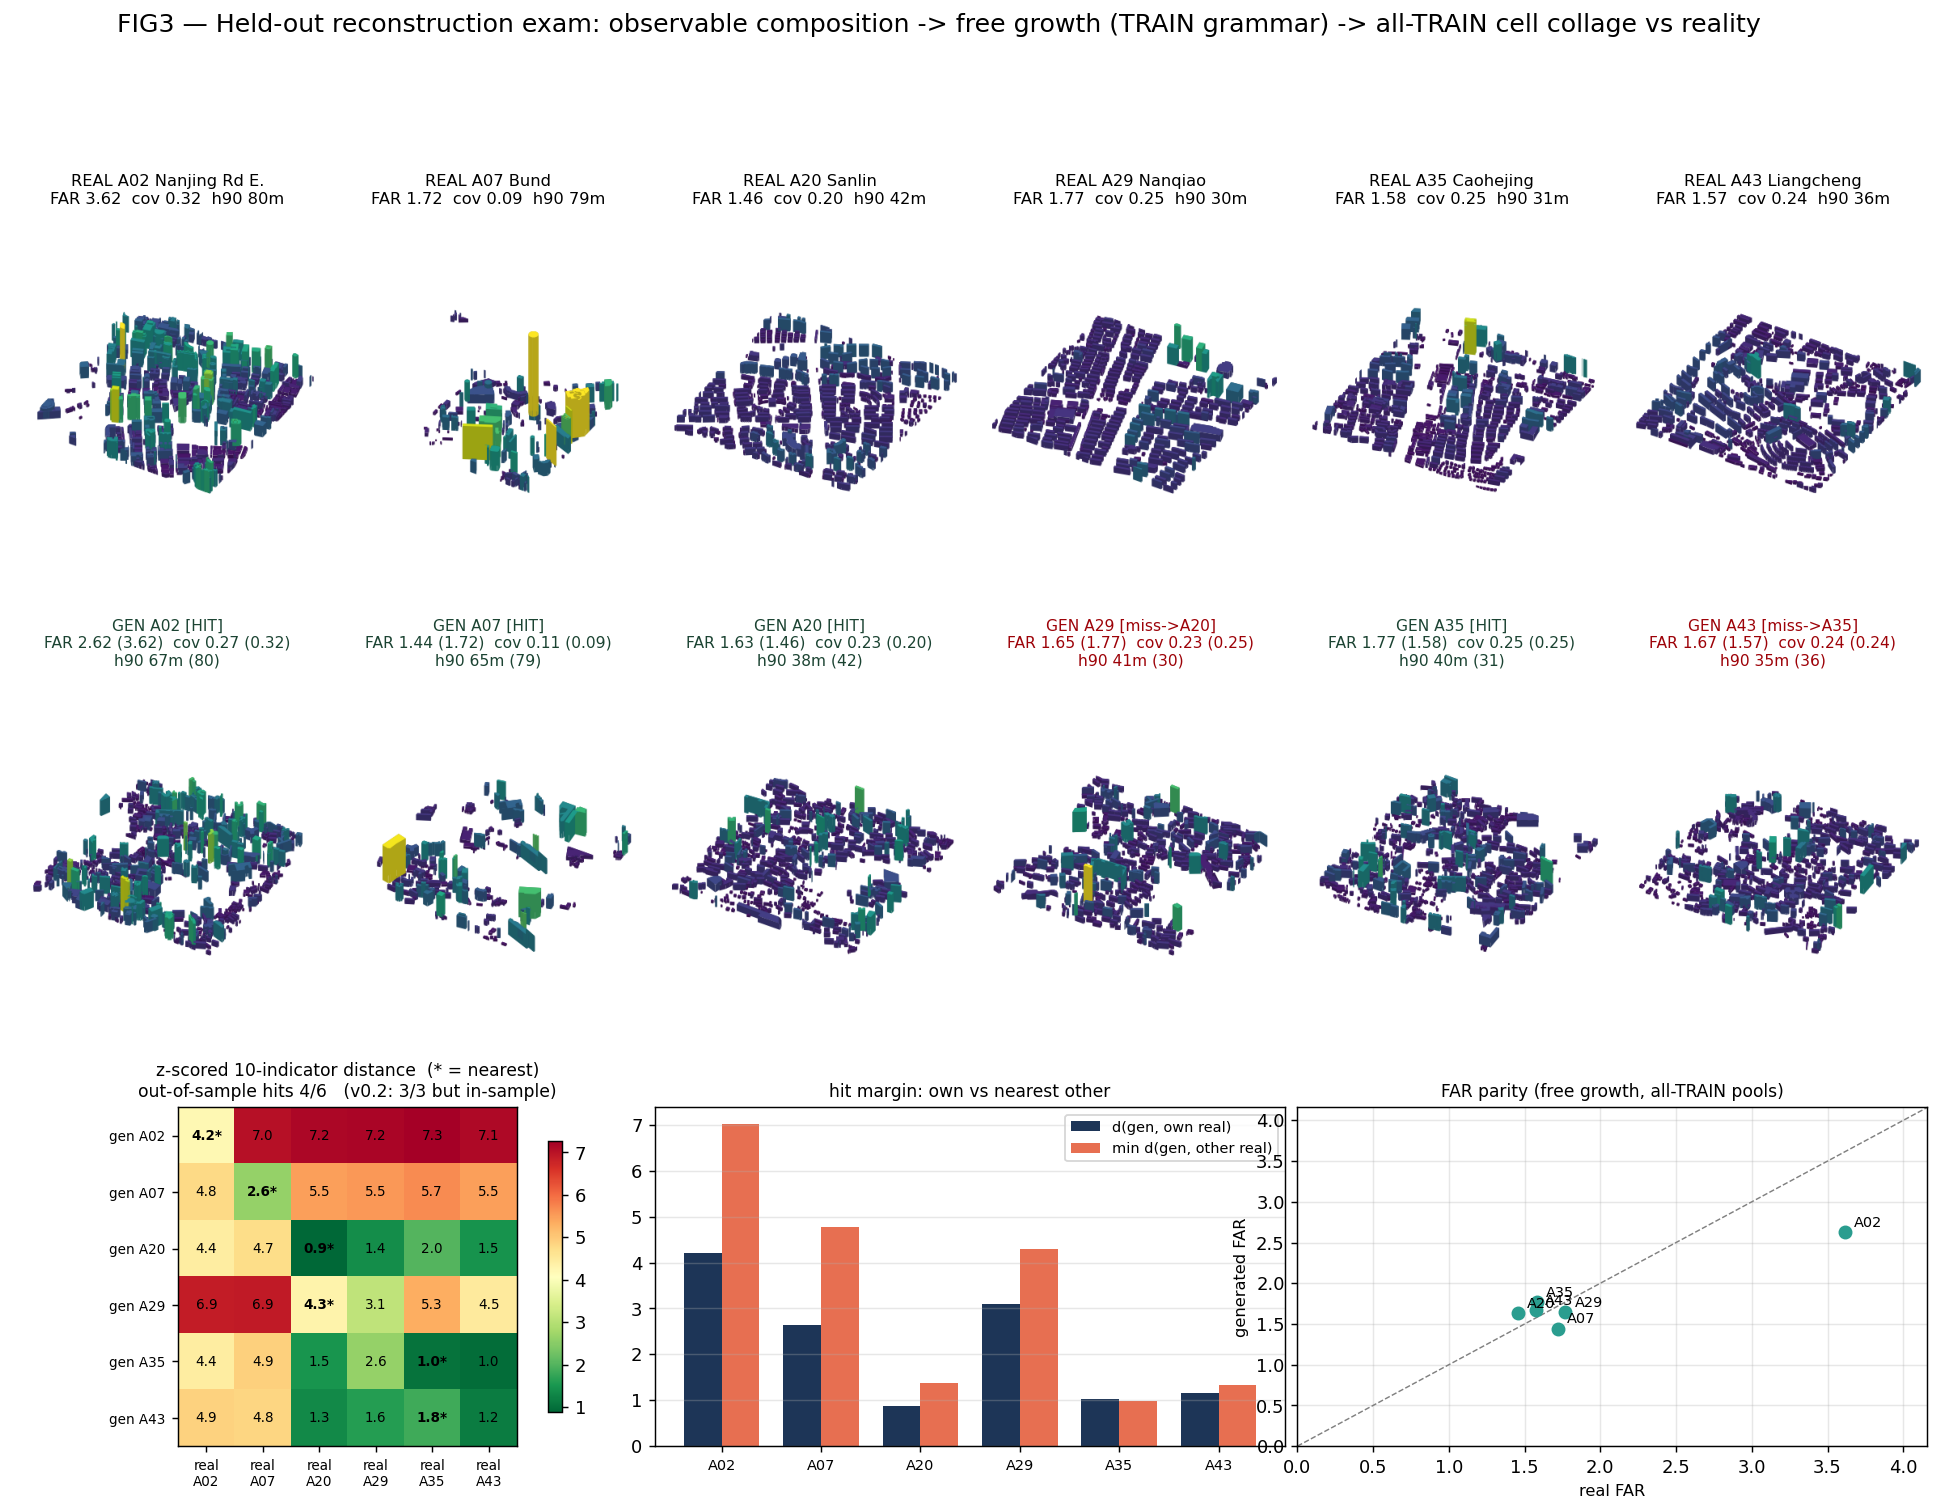 FIG3 — Held-out reconstruction exam: observable composition -> free growth (TRAIN grammar) -> all-TRAIN cell collage vs reality
REAL A02 Nanjing Rd E.
FAR 3.62 cov 0.32 h90 80m
REAL A07 Bund
FAR 1.72 cov 0.09 h90 79m
REAL A20 Sanlin
FAR 1.46 cov 0.20 h90 42m
REAL A29 Nanqiao
FAR 1.77 cov 0.25 h90 30m
REAL A35 Caohejing
FAR 1.58 cov 0.25 h90 31m
REAL A43 Liangcheng
FAR 1.57 cov 0.24 h90 36m
GEN A02 [HIT]
FAR 2.62 (3.62) cov 0.27 (0.32)
h90 67m (80)
GEN A07 [HIT]
FAR 1.44 (1.72) cov 0.11 (0.09)
h90 65m (79)
GEN A20 [HIT]
FAR 1.63 (1.46) cov 0.23 (0.20)
h90 38m (42)
GEN A29 [miss->A20]
FAR 1.65 (1.77) cov 0.23 (0.25)
h90 41m (30)
GEN A35 [HIT]
FAR 1.77 (1.58) cov 0.25 (0.25)
h90 40m (31)
GEN A43 [miss->A35]
FAR 1.67 (1.57) cov 0.24 (0.24)
h90 35m (36)
z-scored 10-indicator distance (* = nearest)
out-of-sample hits 4/6 (v0.2: 3/3 but in-sample)
gen A02 4.2* 7.0 7.2 7.2 7.3 7.1
gen A07 4.8 2.6* 5.5 5.5 5.7 5.5
gen A20 4.4 4.7 0.9* 1.4 2.0 1.5
gen A29 6.9 6.9 4.3* 3.1 5.3 4.5
gen A35 4.4 4.9 1.5 2.6 1.0* 1.0
gen A43 4.9 4.8 1.3 1.6 1.8* 1.2
real real real real real real
A02 A07 A20 A29 A35 A43
7
6
5
4
3
2
1
hit margin: own vs nearest other
d(gen, own real)
min d(gen, other real)
7
6
5
4
3
2
1
0
A02 A07 A20 A29 A35 A43
FAR parity (free growth, all-TRAIN pools)
generated FAR
4.0
3.5
3.0
2.5
2.0
1.5
1.0
0.5
0.0
A02
A35
A43
A20
A29
A07
0.0 0.5 1.0 1.5 2.0 2.5 3.0 3.5 4.0
real FAR